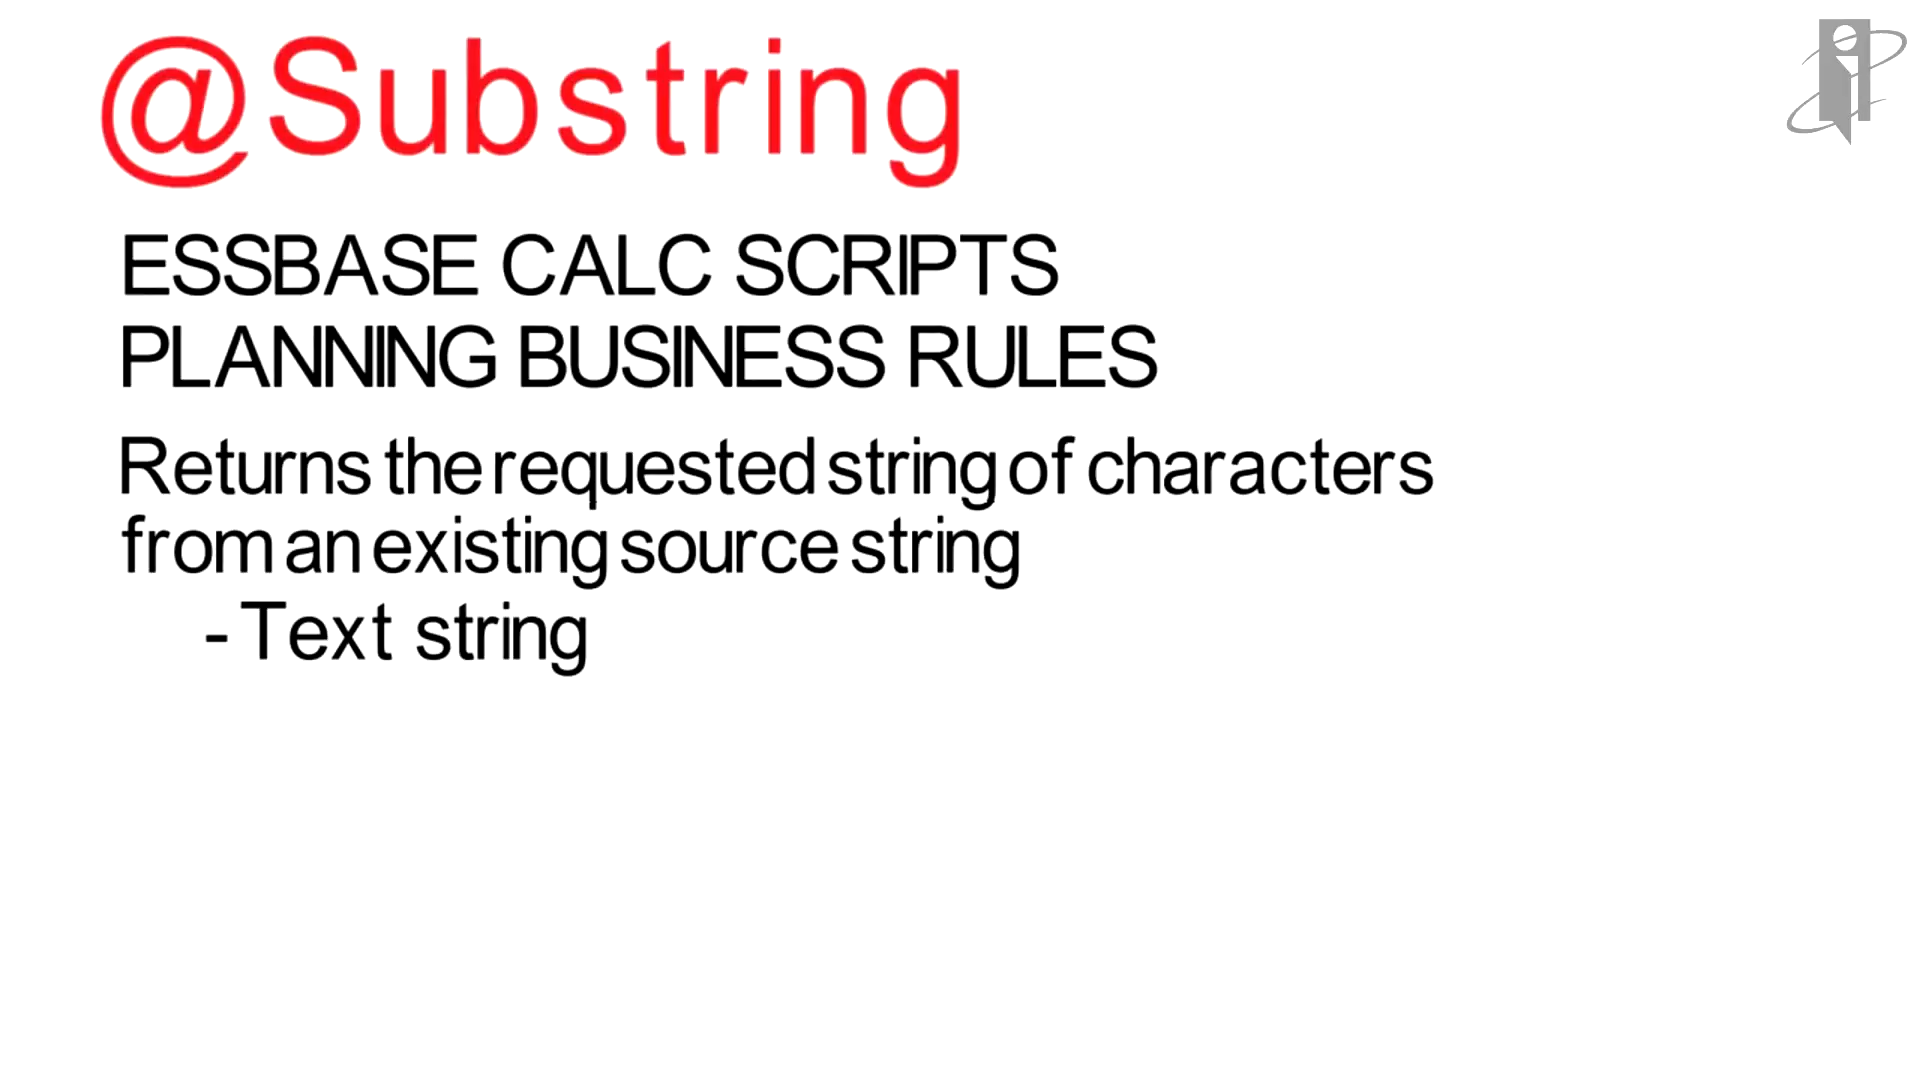 @Substring
ESSBASE CALC SCRIPTS
PLANNING BUSINESS RULES
Returns the requested string of characters
from an existing source string
- Text string